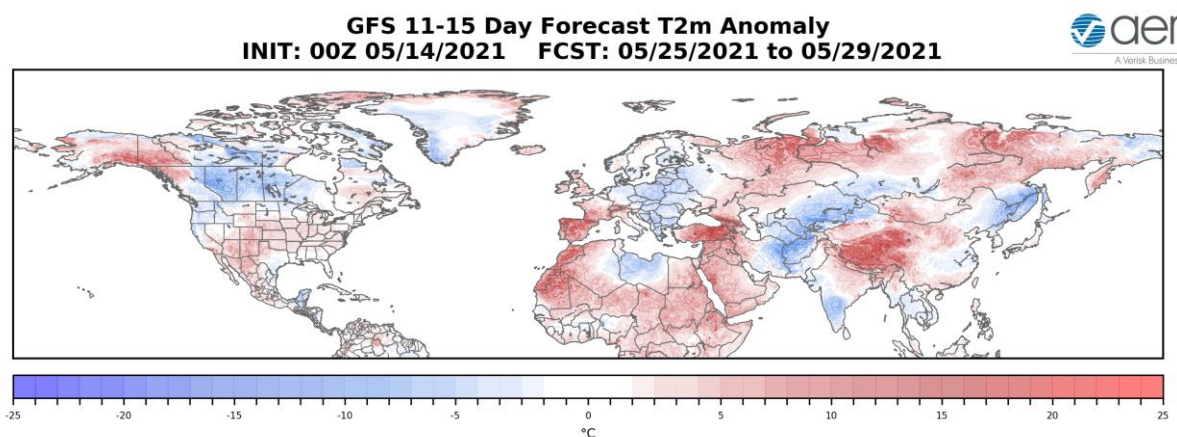 GFS 11-15 Day Forecast T2m Anomaly
INIT: 00Z 05/14/2021 FCST: 05/25/2021 to 05/29/2021
aer
A Verisk Business
-25 -20 -15 -10 -5 0 5 10 15 20 25
°C